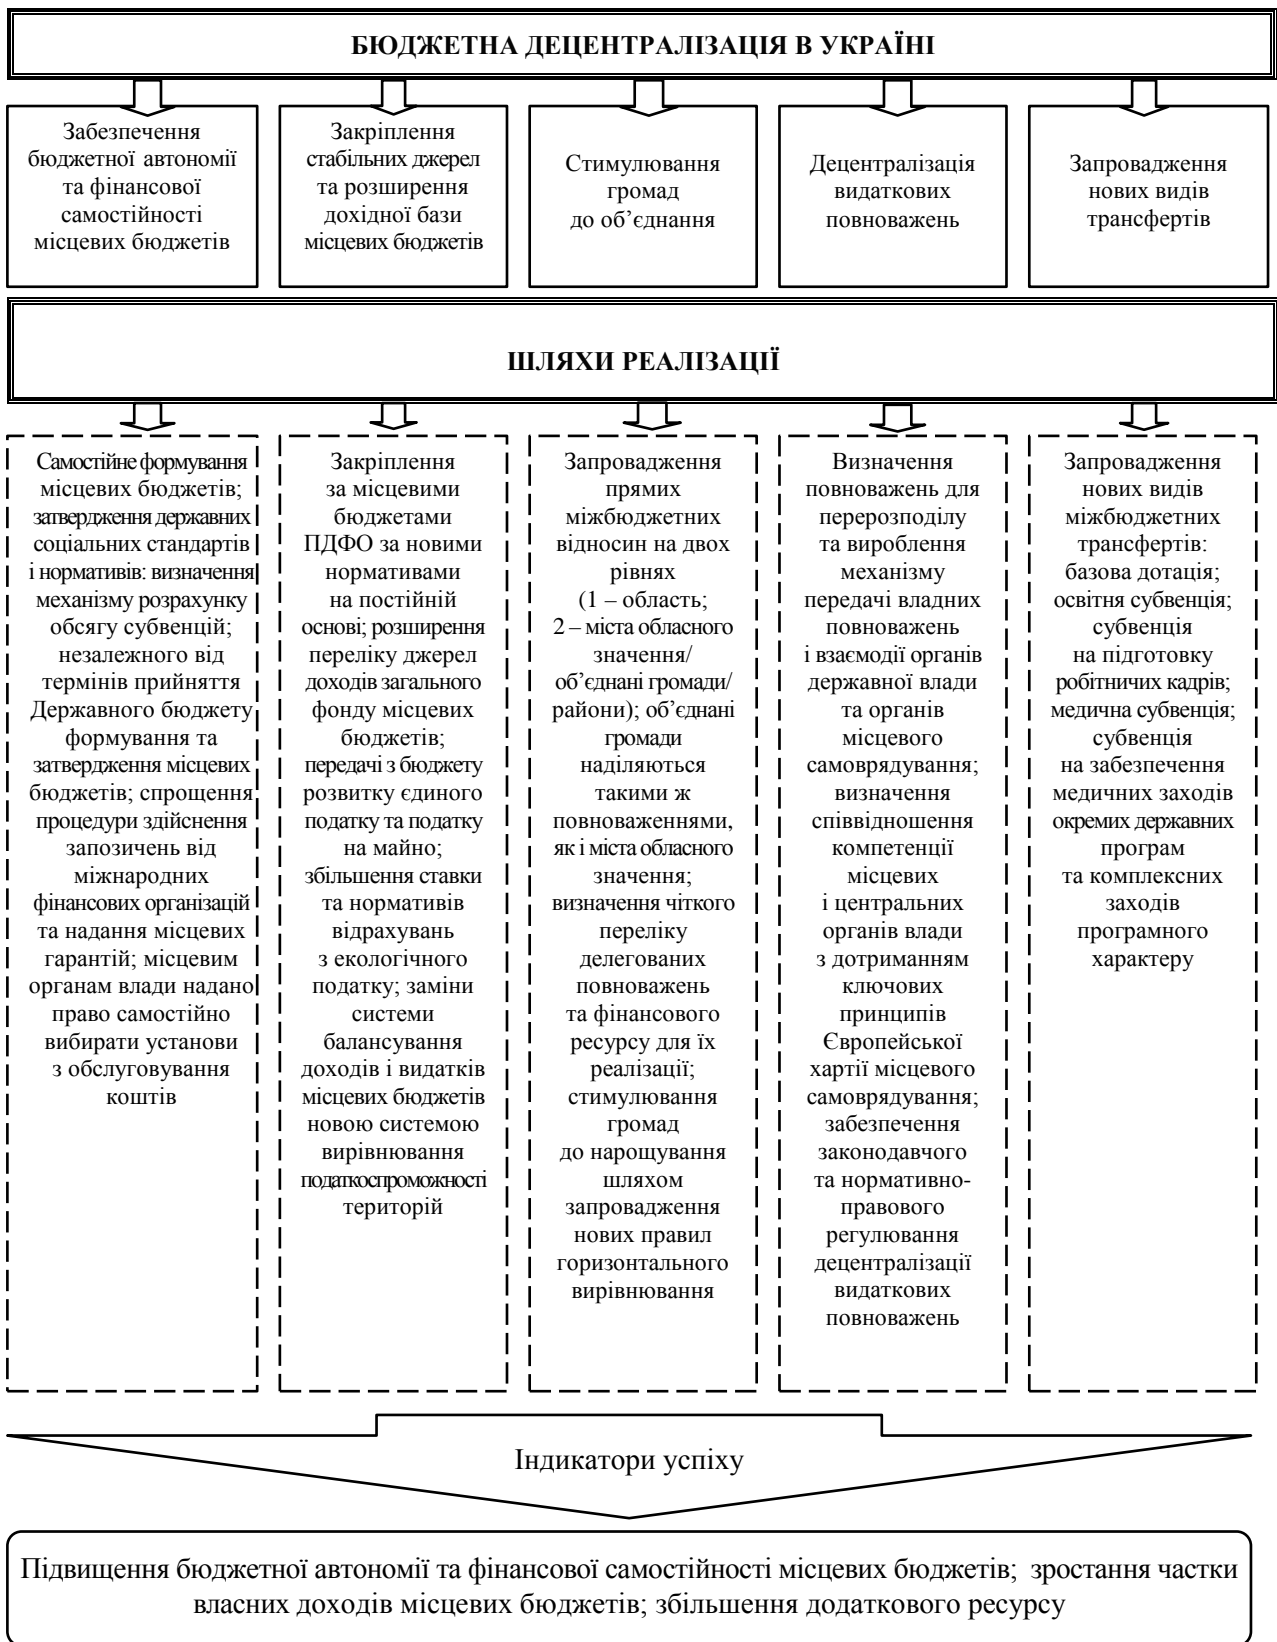 БЮДЖЕТНА ДЕЦЕНТРАЛІЗАЦІЯ В УКРАЇНІ
Забезпечення
бюджетної автономії
та фінансової
самостійності
місцевих бюджетів
Закріплення
стабільних джерел
та розширення
дохідної бази
місцевих бюджетів
Стимулювання
громад
до об’єднання
Децентралізація
видаткових
повноважень
Запровадження
нових видів
трансфертів
ШЛЯХИ РЕАЛІЗАЦІЇ
Самостійне формування
місцевих бюджетів;
затвердження державних
соціальних стандартів
і нормативів: визначення
механізму розрахунку
обсягу субвенцій;
незалежного від
термінів прийняття
Державного бюджету
формування та
затвердження місцевих
бюджетів; спрощення
процедури здійснення
запозичень від
міжнародних
фінансових організацій
та надання місцевих
гарантій; місцевим
органам влади надано
право самостійно
вибирати установи
з обслуговування
коштів
Закріплення
за місцевими
бюджетами
ПДФО за новими
нормативами
на постійній
основі; розширення
переліку джерел
доходів загального
фонду місцевих
бюджетів;
передачі з бюджету
розвитку єдиного
податку та податку
на майно;
збільшення ставки
та нормативів
відрахувань
з екологічного
податку; заміни
системи
балансування
доходів і видатків
місцевих бюджетів
новою системою
вирівнювання
податкоспроможності
територій
Запровадження
прямих
міжбюджетних
відносин на двох
рівнях
(1 – область;
2 – міста обласного
значення/
об’єднані громади/
райони); об’єднані
громади
наділяються
такими ж
повноваженнями,
як і міста обласного
значення;
визначення чіткого
переліку
делегованих
повноважень
та фінансового
ресурсу для їх
реалізації;
стимулювання
громад
до нарощування
шляхом
запровадження
нових правил
горизонтального
вирівнювання
Визначення
повноважень для
перерозподілу
та вироблення
механізму
передачі владних
повноважень
і взаємодії органів
державної влади
та органів
місцевого
самоврядування;
визначення
співвідношення
компетенції
місцевих
і центральних
органів влади
з дотриманням
ключових
принципів
Європейської
хартії місцевого
самоврядування;
забезпечення
законодавчого
та нормативно-
правового
регулювання
децентралізації
видаткових
повноважень
Запровадження
нових видів
міжбюджетних
трансфертів:
базова дотація;
освітня субвенція;
субвенція
на підготовку
робітничих кадрів;
медична субвенція;
субвенція
на забезпечення
медичних заходів
окремих державних
програм
та комплексних
заходів
програмного
характеру
Індикатори успіху
Підвищення бюджетної автономії та фінансової самостійності місцевих бюджетів; зростання частки
власних доходів місцевих бюджетів; збільшення додаткового ресурсу